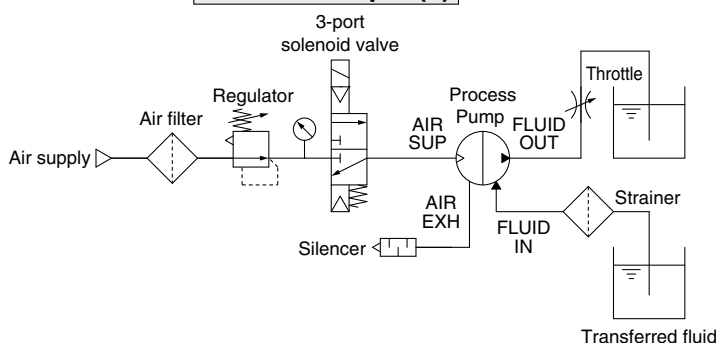 3-port
solenoid valve
Regulator
Air filter
Air supply
AIR
SUP
Process
Pump
FLUID
OUT
Throttle
AIR
EXH
Silencer
FLUID
IN
Strainer
Transferred fluid